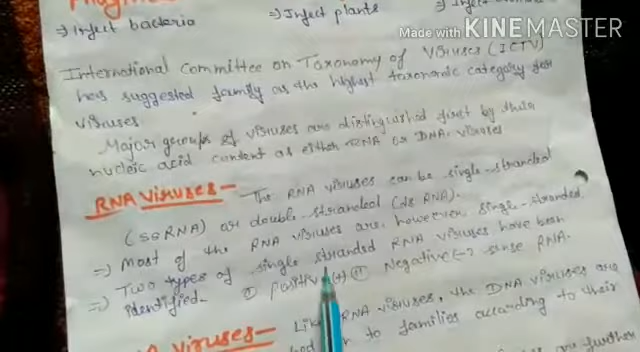 ⇒ Infect bacteria ⇒ Infect plants ⇒ Infect
Made with KINEMASTER
International Committee on Taxonomy of Viruses (ICTV)
has suggested family as the highest taxonomic category for
viruses.
Major groups of viruses are distinguished first by their
nucleic acid content as either RNA or DNA viruses
RNA Viruses - The RNA viruses can be single-stranded
(ssRNA) or double-stranded (ds RNA).
⇒ Most of the RNA viruses are, however, single-stranded.
⇒ Two types of single stranded RNA viruses have been
identified. ① positive (+) ② Negative (-) sense RNA.
Viruses - Like RNA viruses, the DNA viruses are
to families according to their
are further